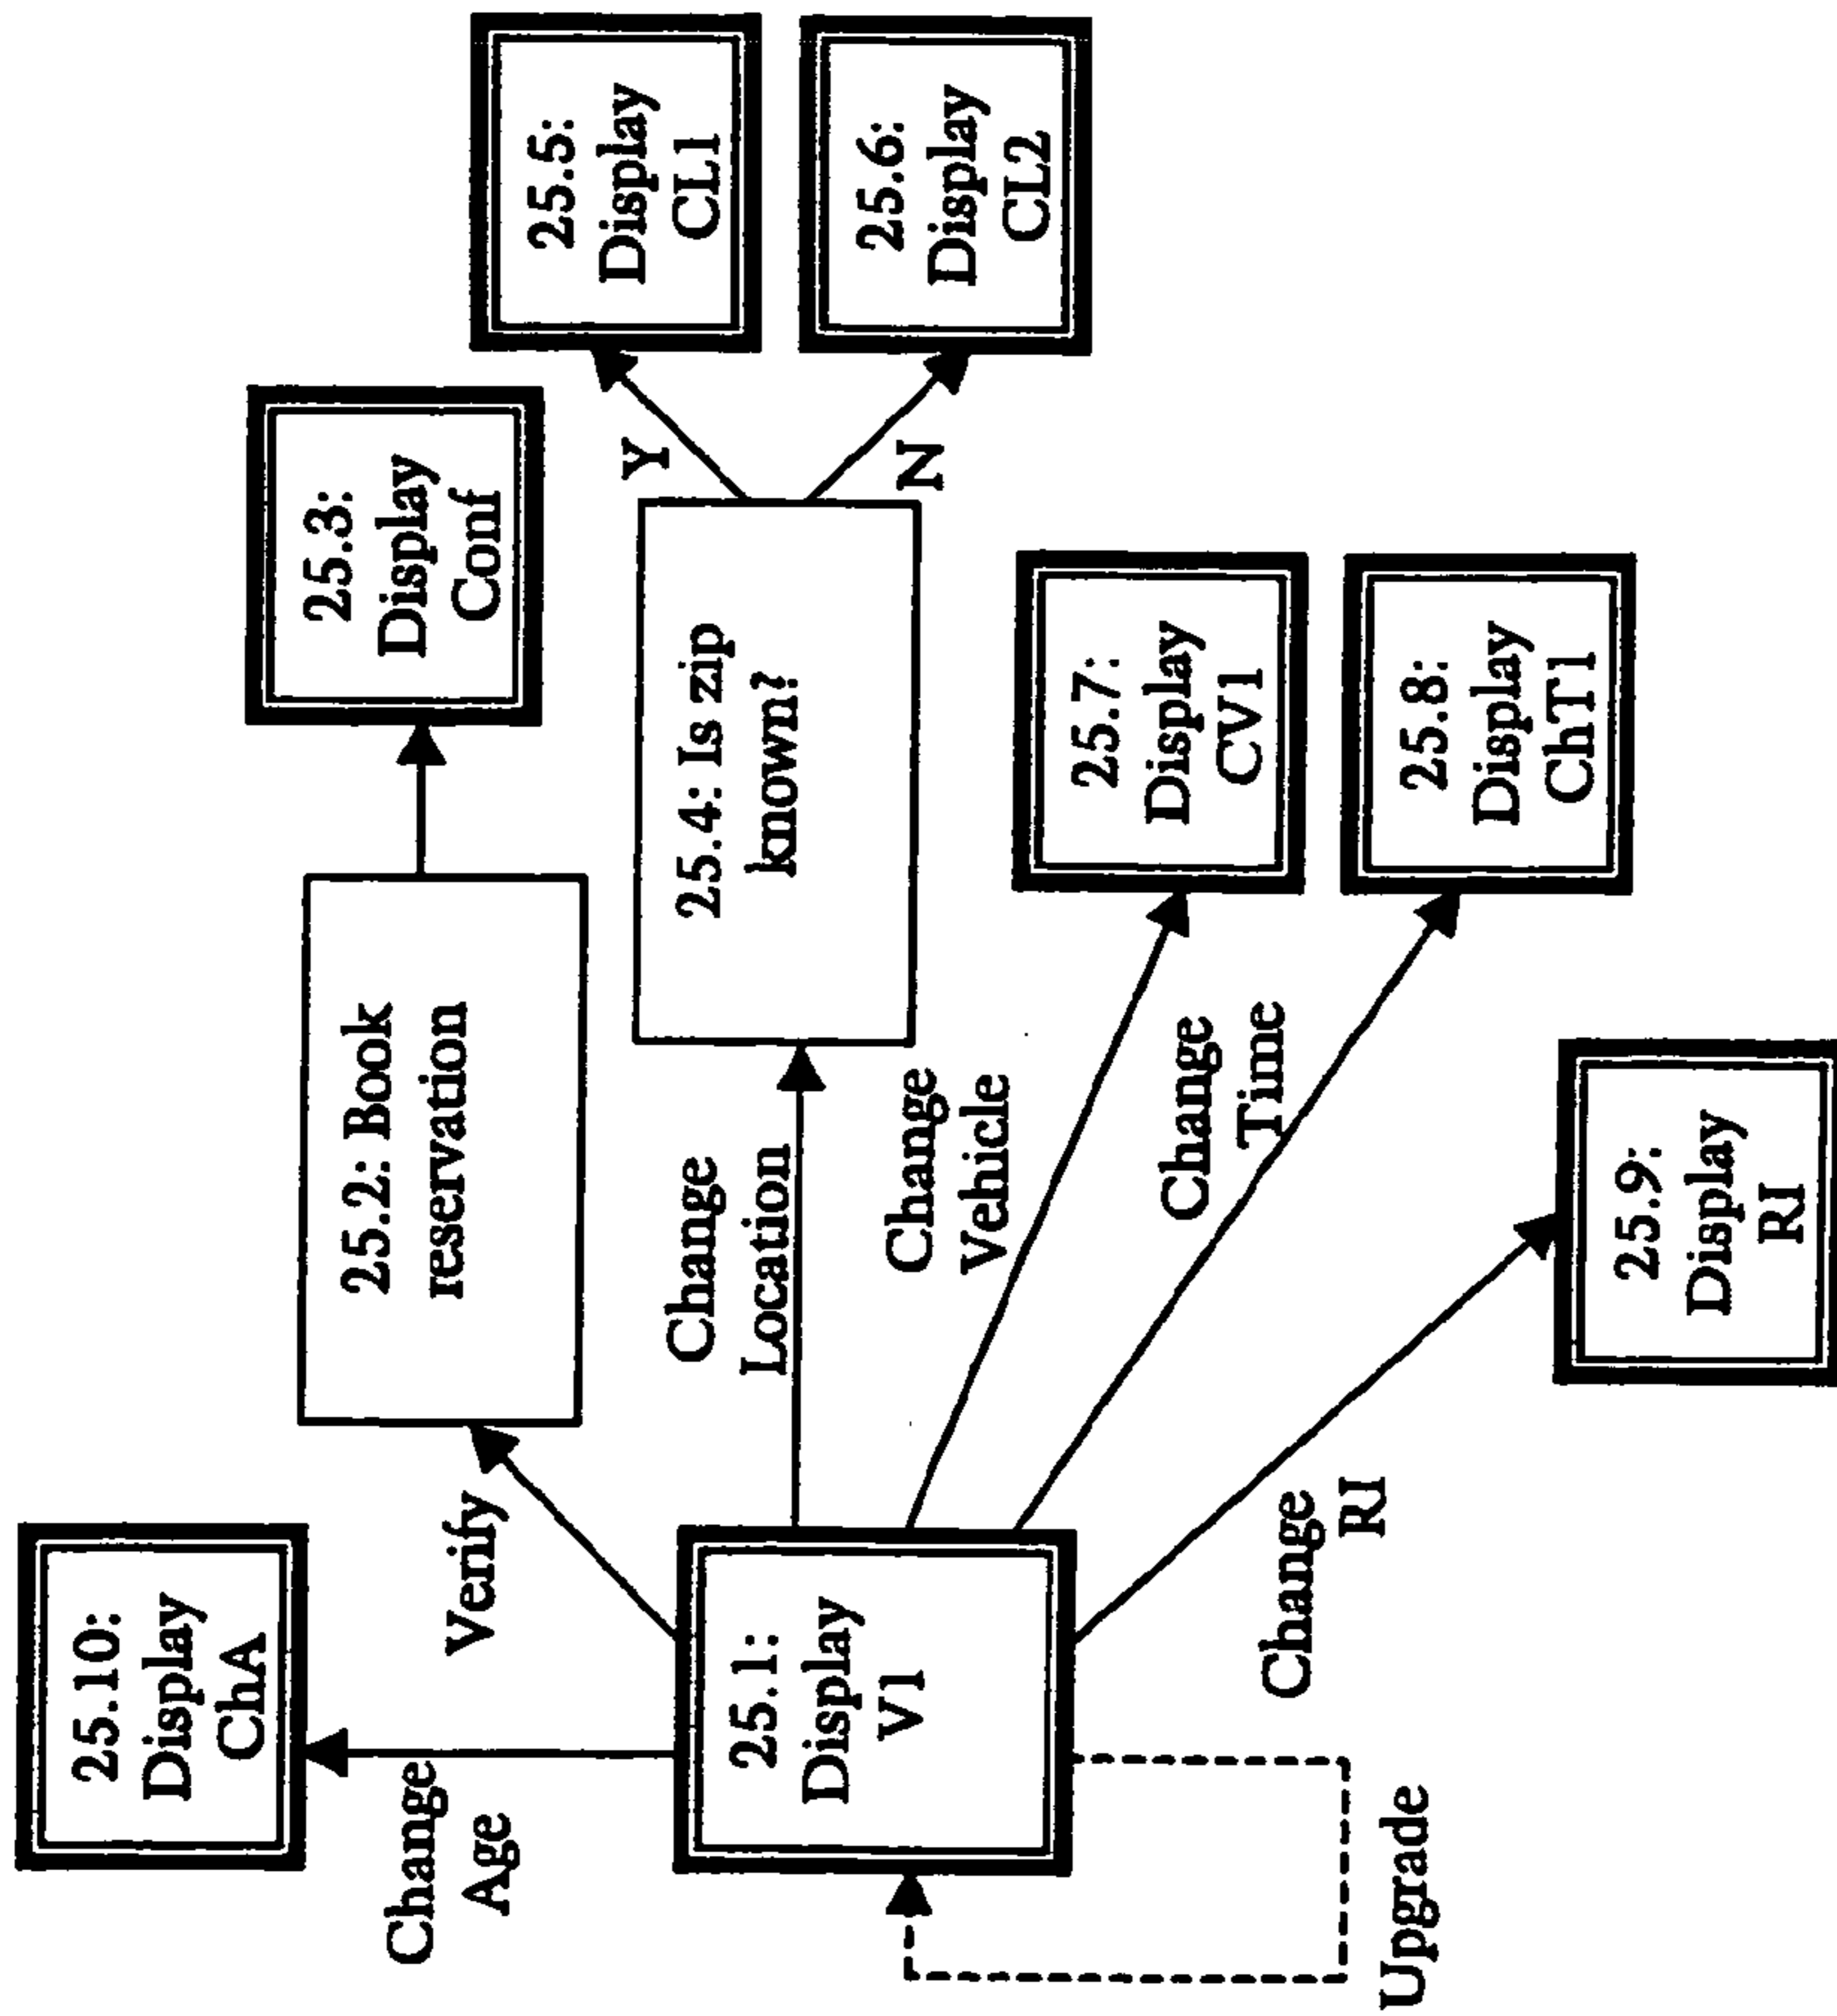 25.10:
Display
ChA
Change
Age
Verify
25.2: Book
reservation
25.3:
Display
Conf
25.1:
Display
V1
Change
Location
25.4: Is zip
known?
Y
N
25.5:
Display
CL1
25.6:
Display
CL2
Change
Vehicle
25.7:
Display
CV1
Change
Time
25.8:
Display
ChT1
Change
RI
25.9:
Display
RI
Upgrade